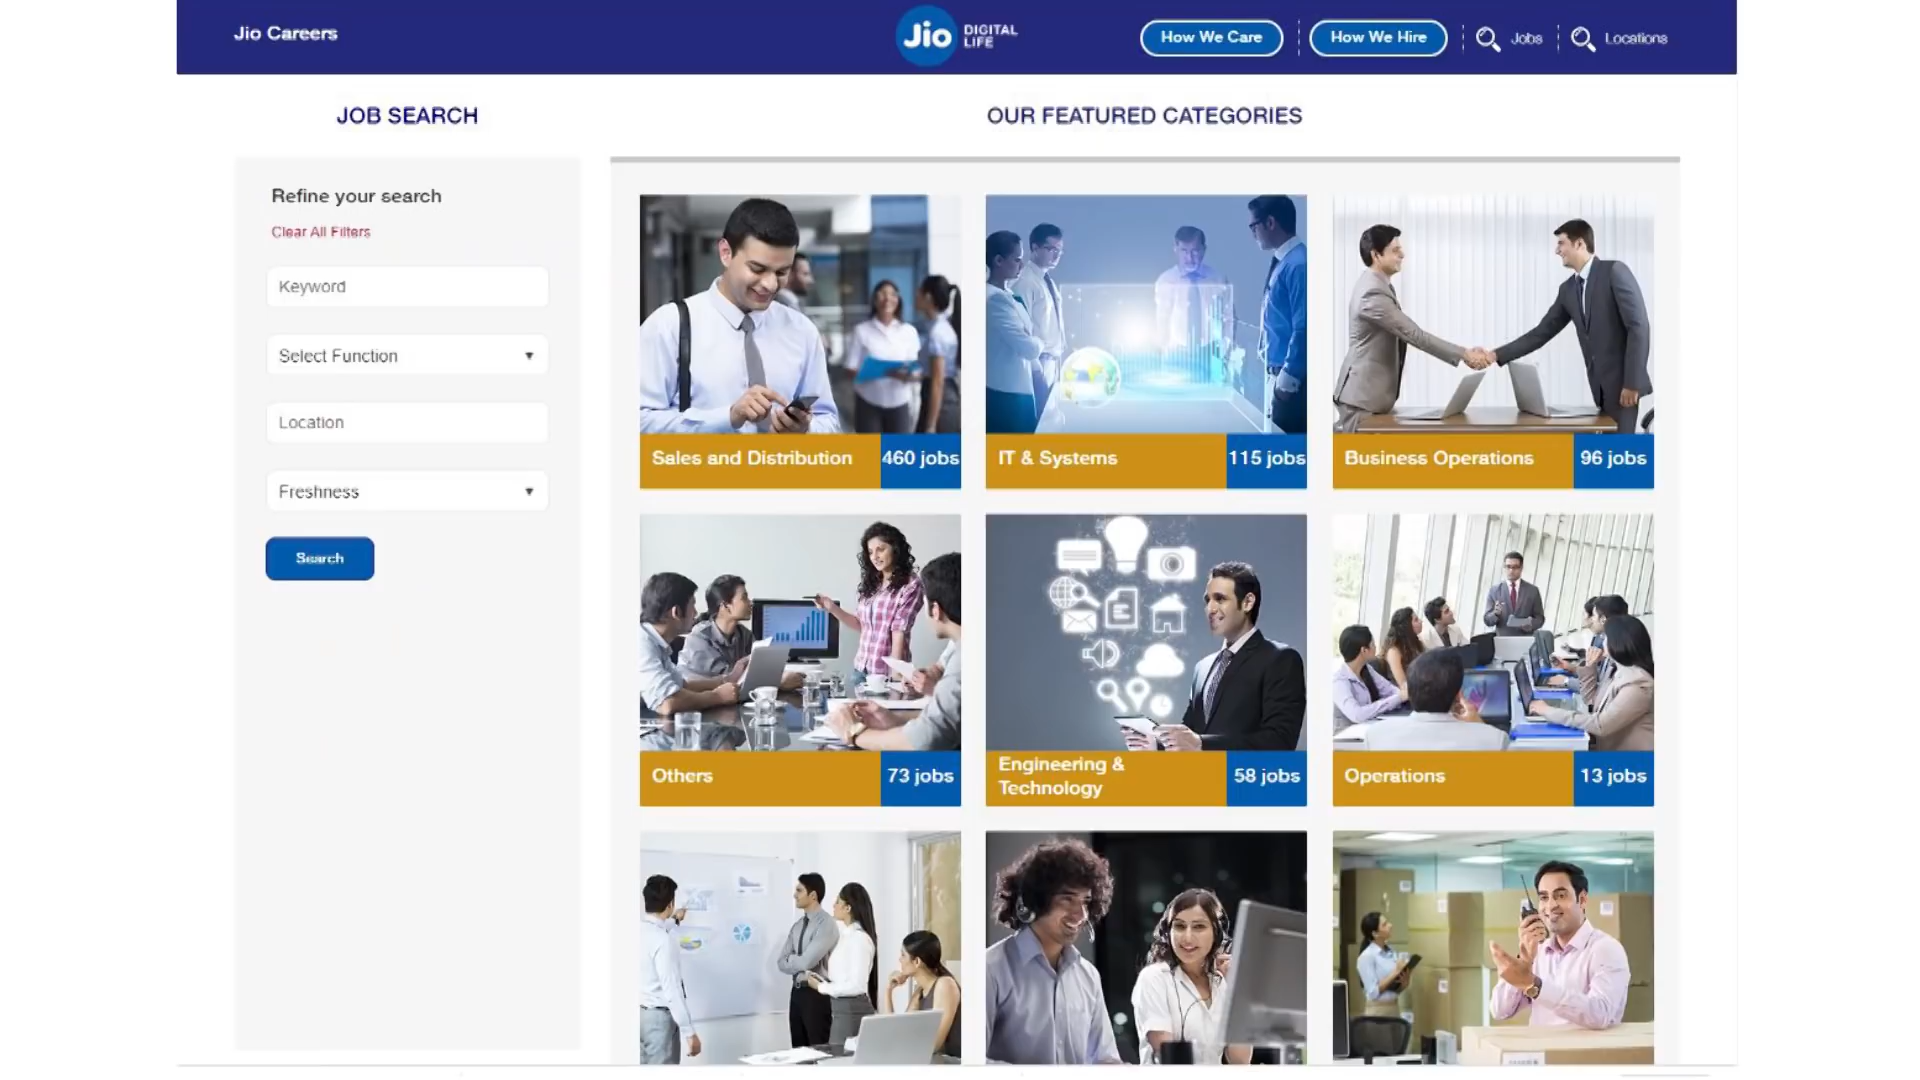 Jio Careers
Jio DIGITAL
LIFE
How We Care
How We Hire
Jobs
Locations
JOB SEARCH
OUR FEATURED CATEGORIES
Refine your search
Clear All Filters
Keyword
Select Function
Location
Freshness
Search
Sales and Distribution
460 jobs
IT & Systems
115 jobs
Business Operations
96 jobs
Others
73 jobs
Engineering &
Technology
58 jobs
Operations
13 jobs